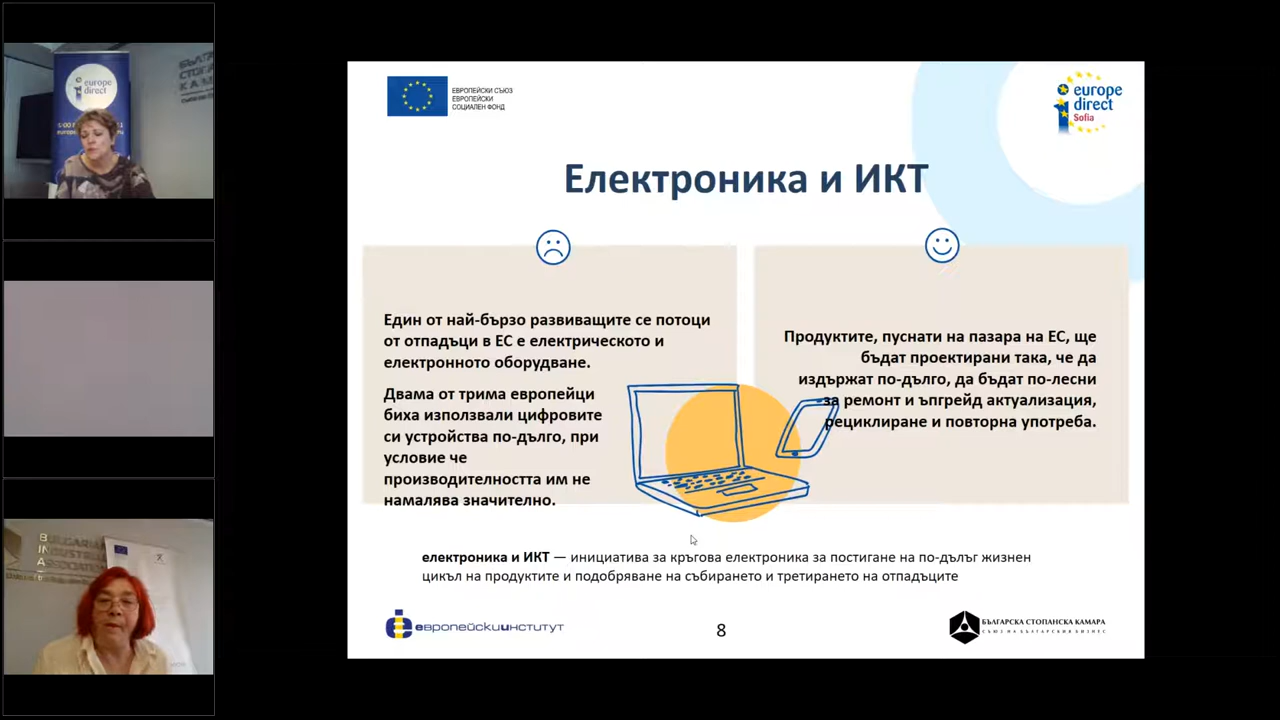 europe
direct
ЕВРОПЕЙСКИ СЪЮЗ
ЕВРОПЕЙСКИ
СОЦИАЛЕН ФОНД
europe
direct
Sofia
Електроника и ИКТ
Един от най-бързо развиващите се потоци
от отпадъци в ЕС е електрическото и
електронното оборудване.
Двама от трима европейци
биха използвали цифровите
си устройства по-дълго, при
условие че
производителността им не
намалява значително.
Продуктите, пуснати на пазара на ЕС, ще
бъдат проектирани така, че да
издържат по-дълго, да бъдат по-лесни
за ремонт и ъпгрейд актуализация,
рециклиране и повторна употреба.
електроника и ИКТ — инициатива за кръгова електроника за постигане на по-дълъг жизнен
цикъл на продуктите и подобряване на събирането и третирането на отпадъците
европейскиинститут
8
БЪЛГАРСКА СТОПАНСКА КАМАРА
СЪЮЗ НА БЪЛГАРСКИЯ БИЗНЕС